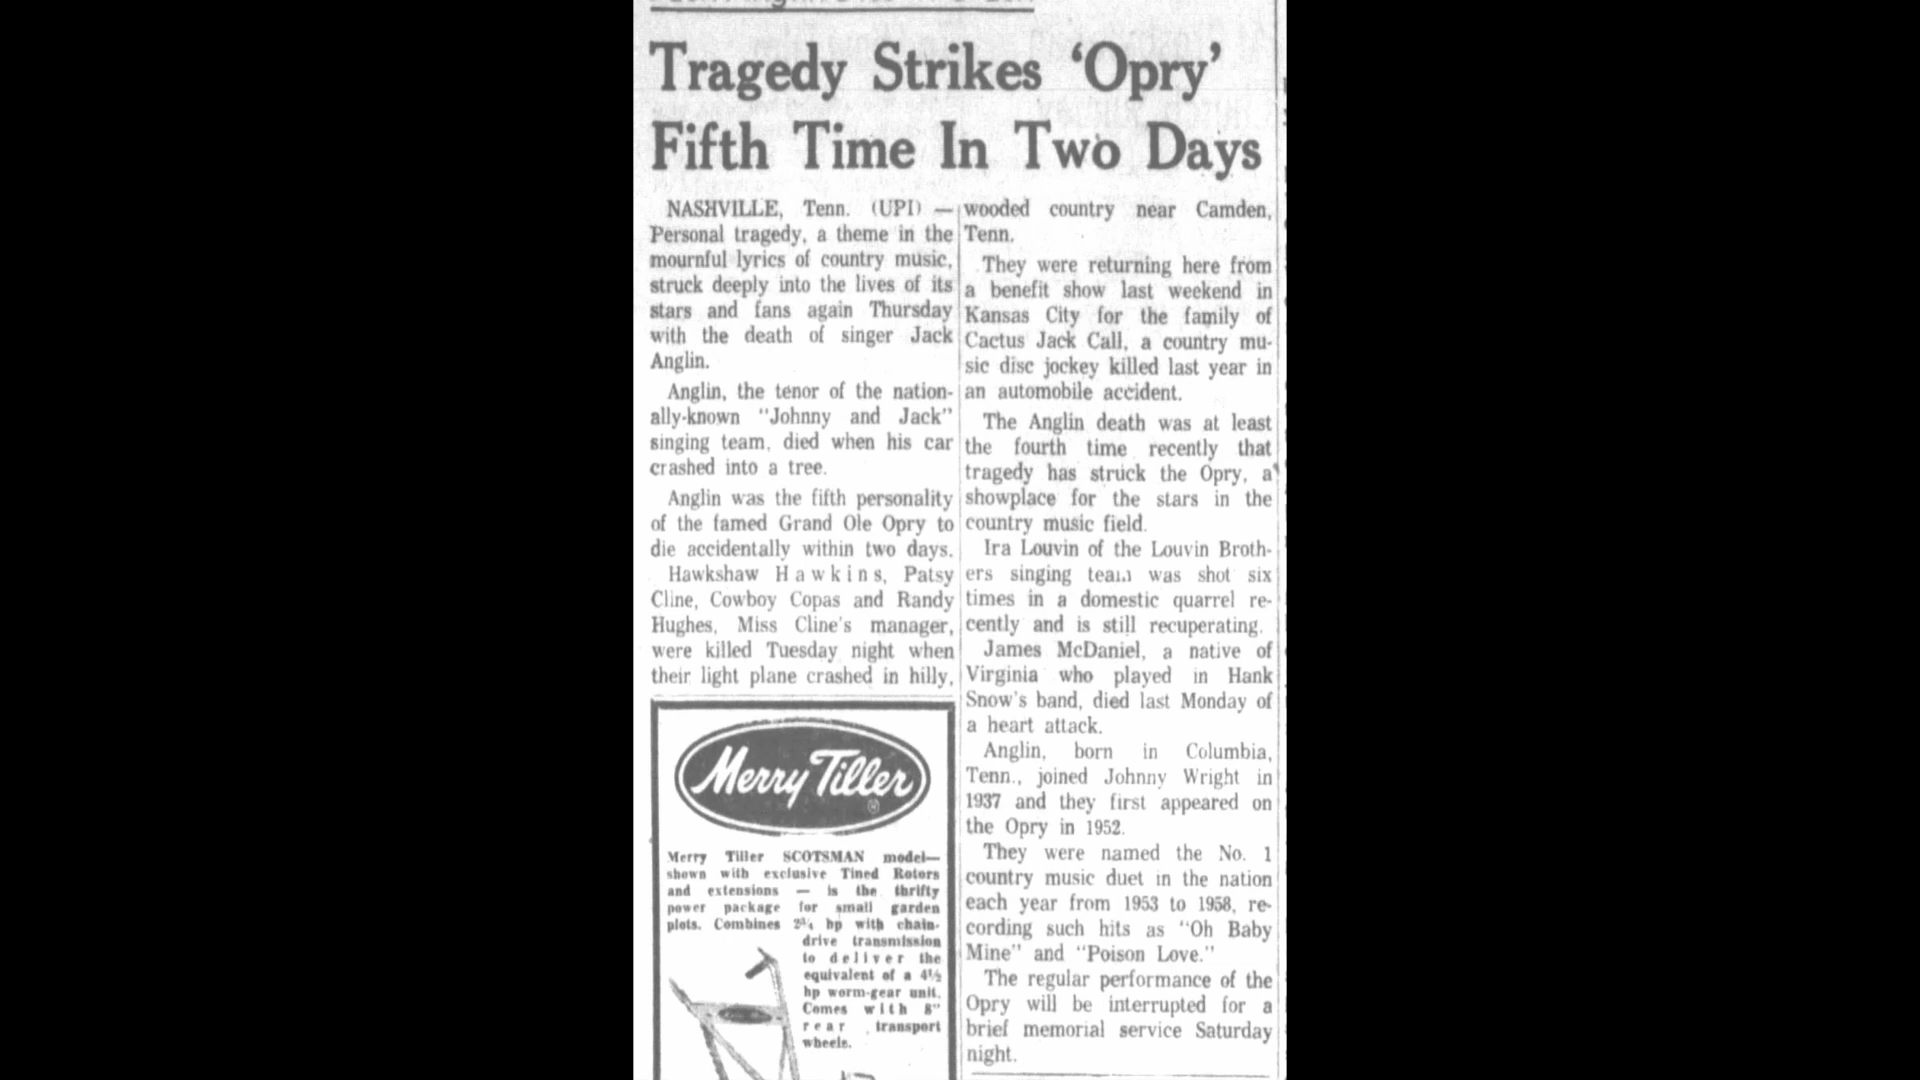 Tragedy Strikes ‘Opry’
Fifth Time In Two Days
NASHVILLE, Tenn. (UPI) —
Personal tragedy, a theme in the
mournful lyrics of country music,
struck deeply into the lives of its
stars and fans again Thursday
with the death of singer Jack
Anglin.
Anglin, the tenor of the nation-
ally-known "Johnny and Jack"
singing team, died when his car
crashed into a tree.
Anglin was the fifth personality
of the famed Grand Ole Opry to
die accidentally within two days.
Hawkshaw Hawkins, Patsy
Cline, Cowboy Copas and Randy
Hughes, Miss Cline's manager,
were killed Tuesday night when
their light plane crashed in hilly,
wooded country near Camden,
Tenn.
They were returning here from
a benefit show last weekend in
Kansas City for the family of
Cactus Jack Call, a country mu-
sic disc jockey killed last year in
an automobile accident.
The Anglin death was at least
the fourth time recently that
tragedy has struck the Opry, a
showplace for the stars in the
country music field.
Ira Louvin of the Louvin Broth-
ers singing team was shot six
times in a domestic quarrel re-
cently and is still recuperating.
James McDaniel, a native of
Virginia who played in Hank
Snow's band, died last Monday of
a heart attack.
Anglin, born in Columbia,
Tenn., joined Johnny Wright in
1937 and they first appeared on
the Opry in 1952.
They were named the No. 1
country music duet in the nation
each year from 1953 to 1958, re-
cording such hits as "Oh Baby
Mine" and "Poison Love."
The regular performance of the
Opry will be interrupted for a
brief memorial service Saturday
night.
Merry Tiller ®
Merry Tiller SCOTSMAN model—
shown with exclusive Tined Rotors
and extensions — is the thrifty
power package for small garden
plots. Combines 2¾ hp with chain-
drive transmission
to deliver the
equivalent of a 4½
hp worm-gear unit.
Comes with 8"
rear transport
wheels.